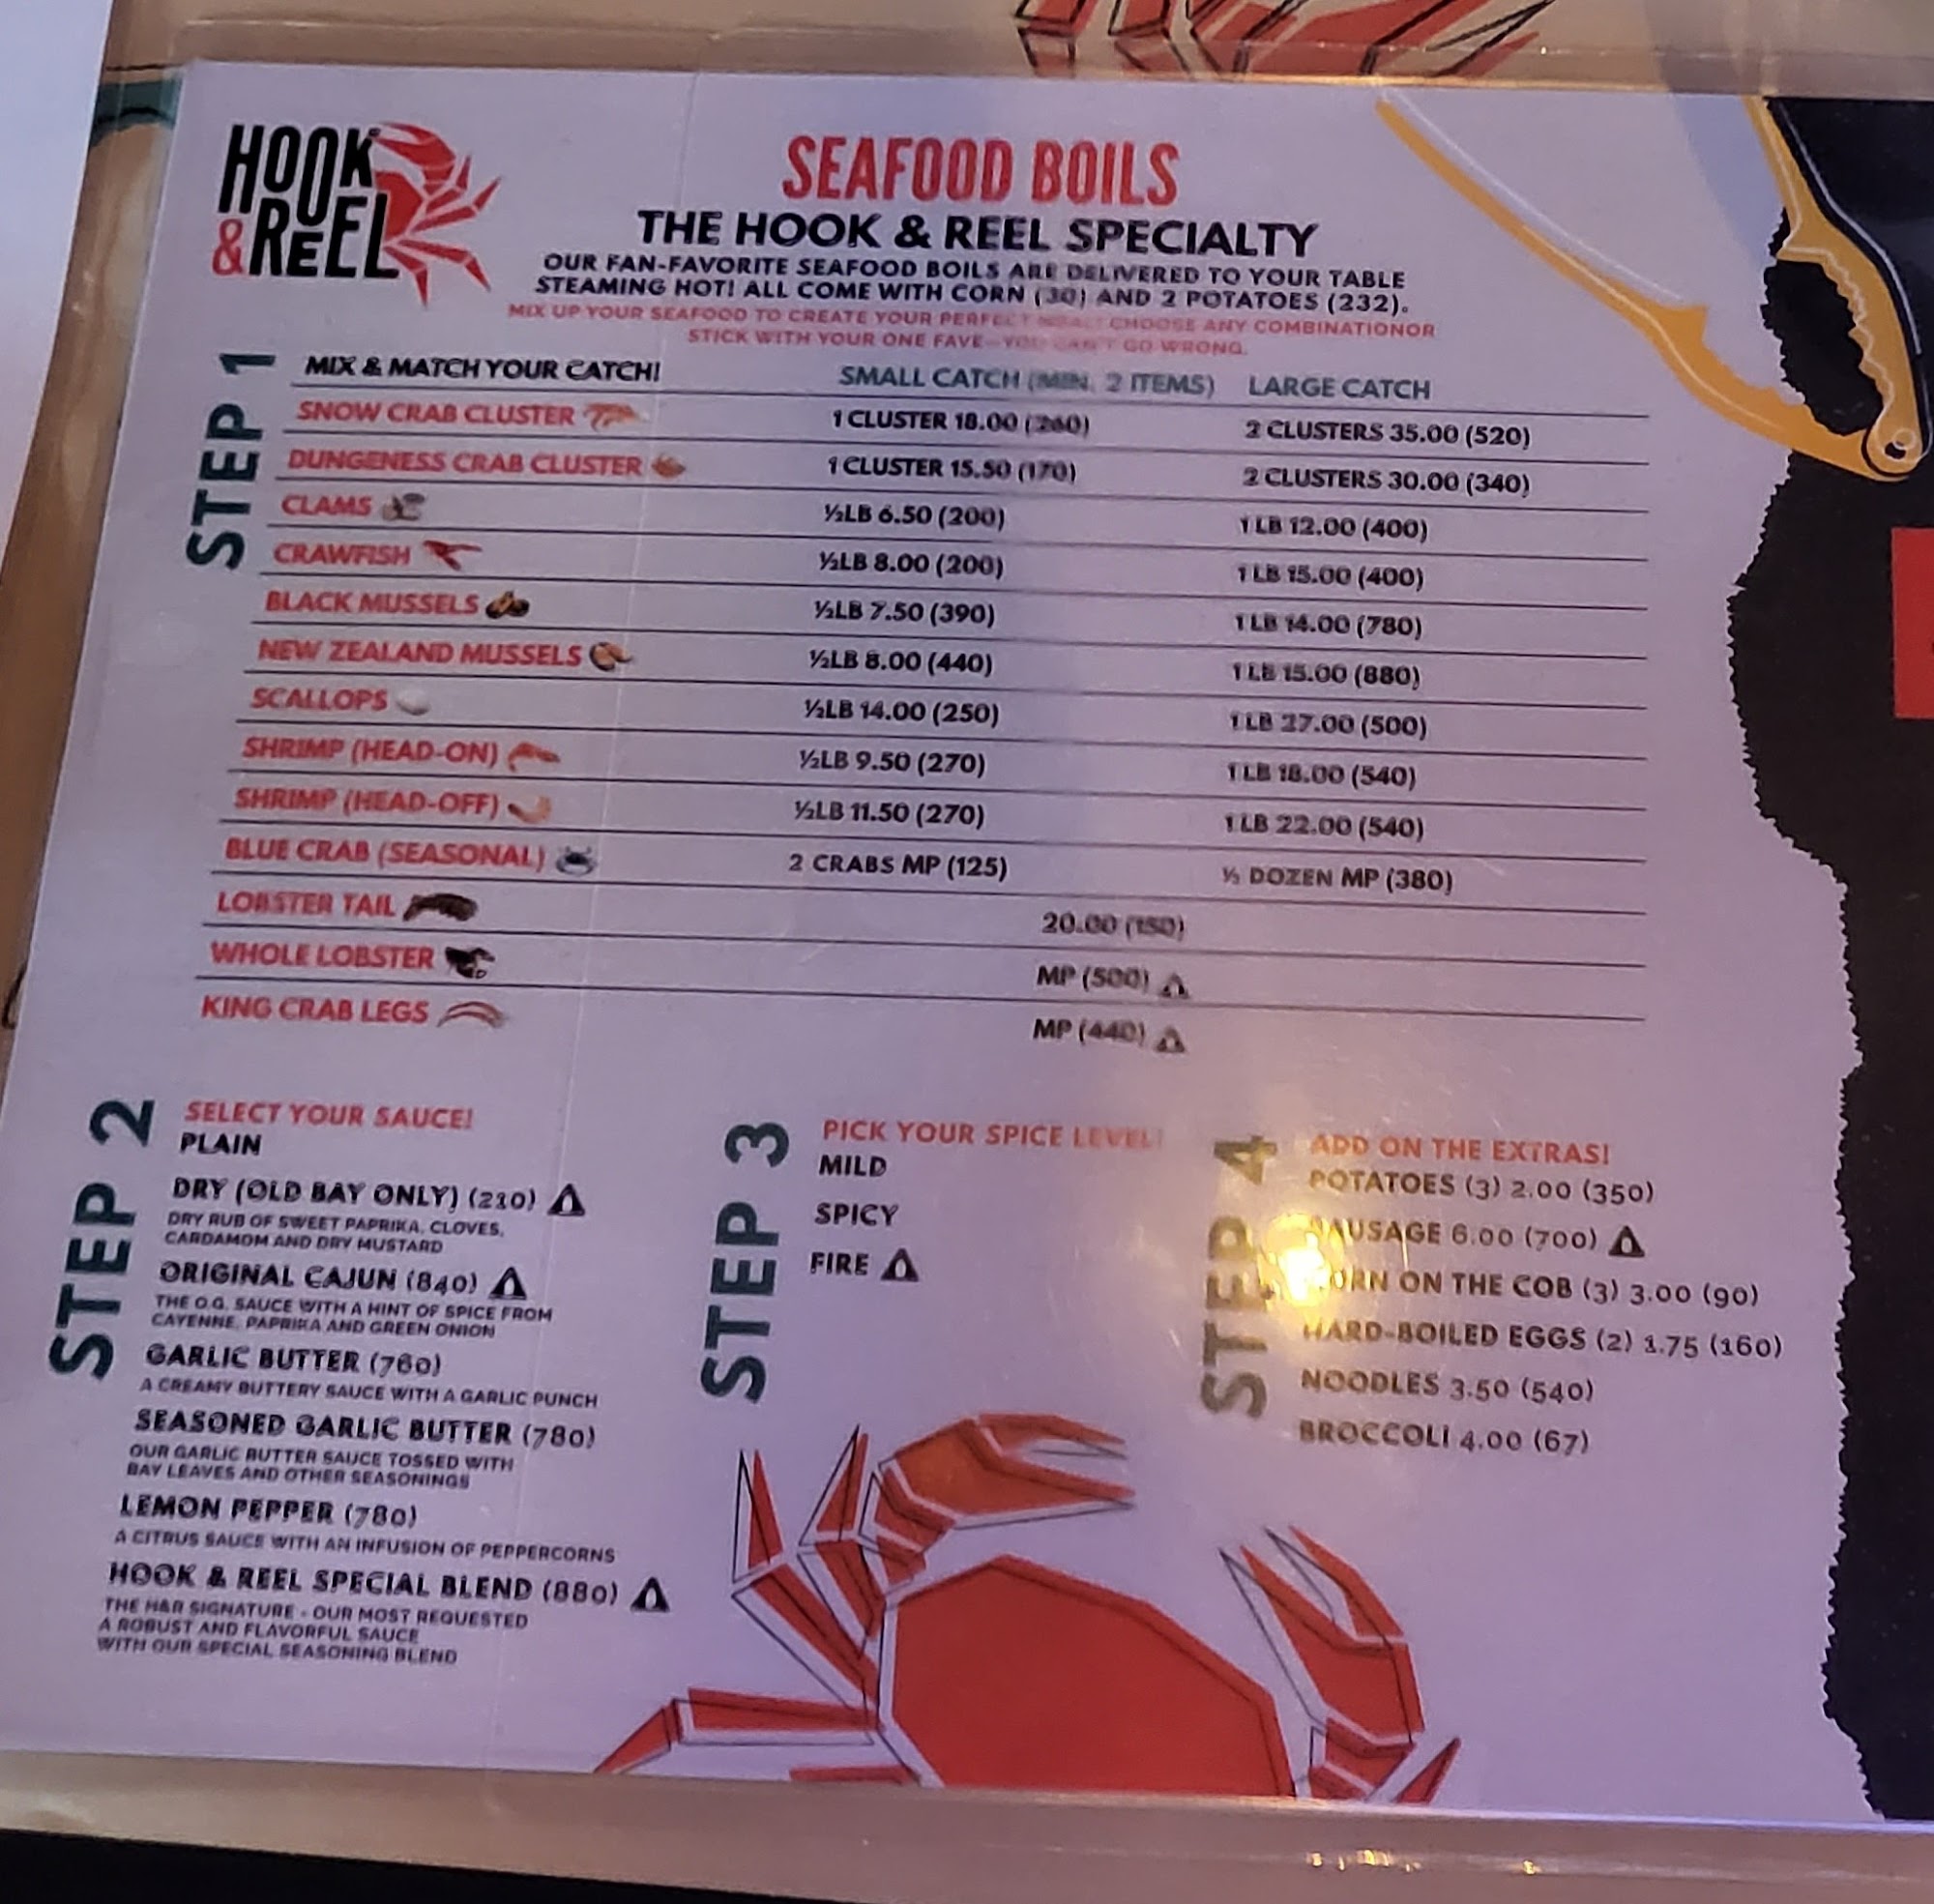 HOOK
& REEL
SEAFOOD BOILS
THE HOOK & REEL SPECIALTY
OUR FAN-FAVORITE SEAFOOD BOILS ARE DELIVERED TO YOUR TABLE
STEAMING HOT! ALL COME WITH CORN (30) AND 2 POTATOES (232).
MIX UP YOUR SEAFOOD TO CREATE YOUR PERFECT MEAL! CHOOSE ANY COMBINATIONOR
STICK WITH YOUR ONE FAVE—YOU CAN'T GO WRONG.
STEP 1
MIX & MATCH YOUR CATCH! SMALL CATCH (MIN. 2 ITEMS) LARGE CATCH
SNOW CRAB CLUSTER 1 CLUSTER 18.00 (260) 2 CLUSTERS 35.00 (520)
DUNGENESS CRAB CLUSTER 1 CLUSTER 15.50 (170) 2 CLUSTERS 30.00 (340)
CLAMS ½LB 6.50 (200) 1 LB 12.00 (400)
CRAWFISH ½LB 8.00 (200) 1 LB 15.00 (400)
BLACK MUSSELS ½LB 7.50 (390) 1 LB 14.00 (780)
NEW ZEALAND MUSSELS ½LB 8.00 (440) 1 LB 15.00 (880)
SCALLOPS ½LB 14.00 (250) 1 LB 27.00 (500)
SHRIMP (HEAD-ON) ½LB 9.50 (270) 1 LB 18.00 (540)
SHRIMP (HEAD-OFF) ½LB 11.50 (270) 1 LB 22.00 (540)
BLUE CRAB (SEASONAL) 2 CRABS MP (125) ½ DOZEN MP (380)
LOBSTER TAIL 20.00 (150)
WHOLE LOBSTER MP (500)
KING CRAB LEGS MP (440)
STEP 2
SELECT YOUR SAUCE!
PLAIN
DRY (OLD BAY ONLY) (210)
DRY RUB OF SWEET PAPRIKA, CLOVES,
CARDAMOM AND DRY MUSTARD
ORIGINAL CAJUN (840)
THE O.G. SAUCE WITH A HINT OF SPICE FROM
CAYENNE, PAPRIKA AND GREEN ONION
GARLIC BUTTER (760)
A CREAMY BUTTERY SAUCE WITH A GARLIC PUNCH
SEASONED GARLIC BUTTER (780)
OUR GARLIC BUTTER SAUCE TOSSED WITH
BAY LEAVES AND OTHER SEASONINGS
LEMON PEPPER (780)
A CITRUS SAUCE WITH AN INFUSION OF PEPPERCORNS
HOOK & REEL SPECIAL BLEND (880)
THE H&R SIGNATURE - OUR MOST REQUESTED
A ROBUST AND FLAVORFUL SAUCE
WITH OUR SPECIAL SEASONING BLEND
STEP 3
PICK YOUR SPICE LEVEL!
MILD
SPICY
FIRE
STEP 4
ADD ON THE EXTRAS!
POTATOES (3) 2.00 (350)
SAUSAGE 6.00 (700)
CORN ON THE COB (3) 3.00 (90)
HARD-BOILED EGGS (2) 1.75 (160)
NOODLES 3.50 (540)
BROCCOLI 4.00 (67)